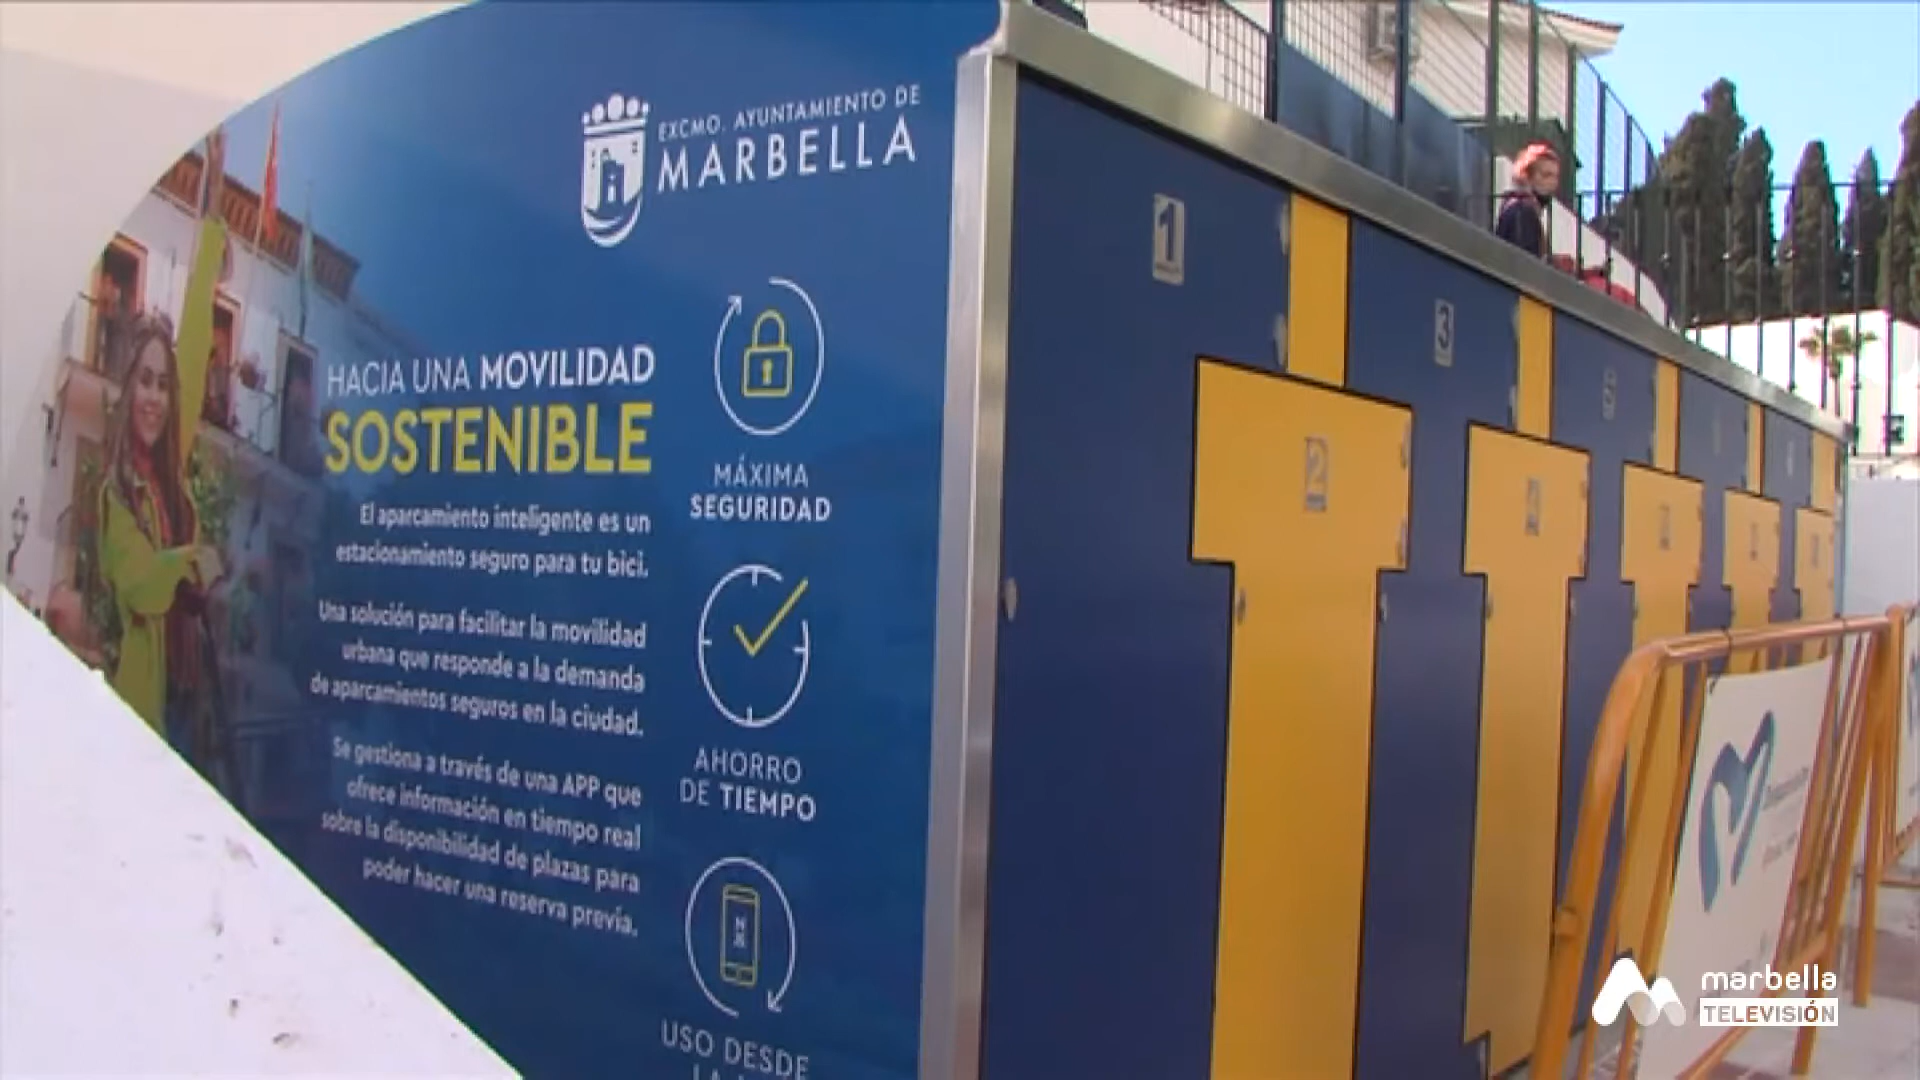 EXCMO. AYUNTAMIENTO DE
MARBELLA
HACIA UNA MOVILIDAD
SOSTENIBLE
El aparcamiento inteligente es un
estacionamiento seguro para tu bici.
Una solución para facilitar la movilidad
urbana que responde a la demanda
de aparcamientos seguros en la ciudad.
Se gestiona a través de una APP que
ofrece información en tiempo real
sobre la disponibilidad de plazas para
poder hacer una reserva previa.
MÁXIMA
SEGURIDAD
AHORRO
DE TIEMPO
USO DESDE
1
2
3
5
marbella
TELEVISIÓN